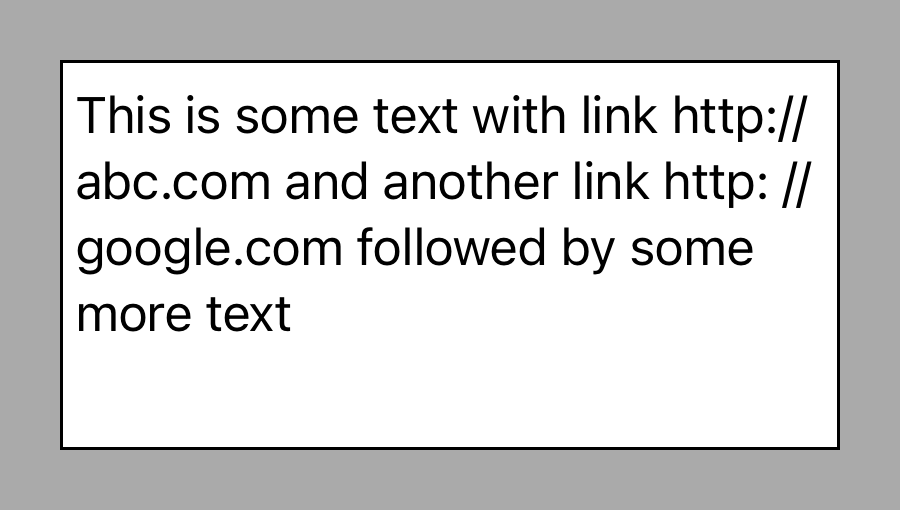 This is some text with link http://
abc.com and another link http: //
google.com followed by some
more text